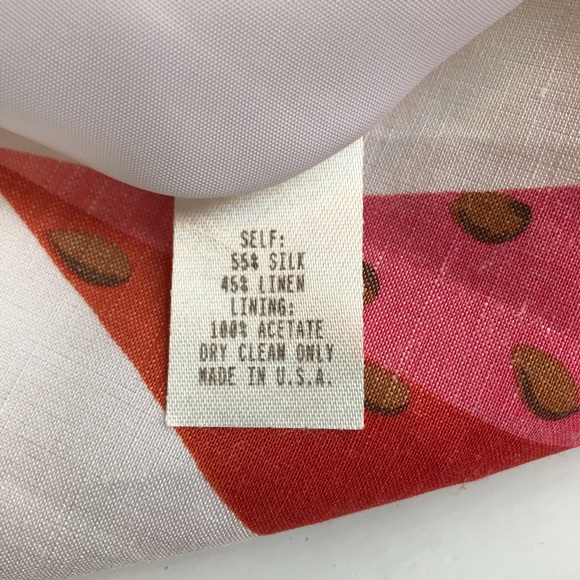 SELF:
55% SILK
45% LINEN
LINING:
100% ACETATE
DRY CLEAN ONLY
MADE IN U.S.A.